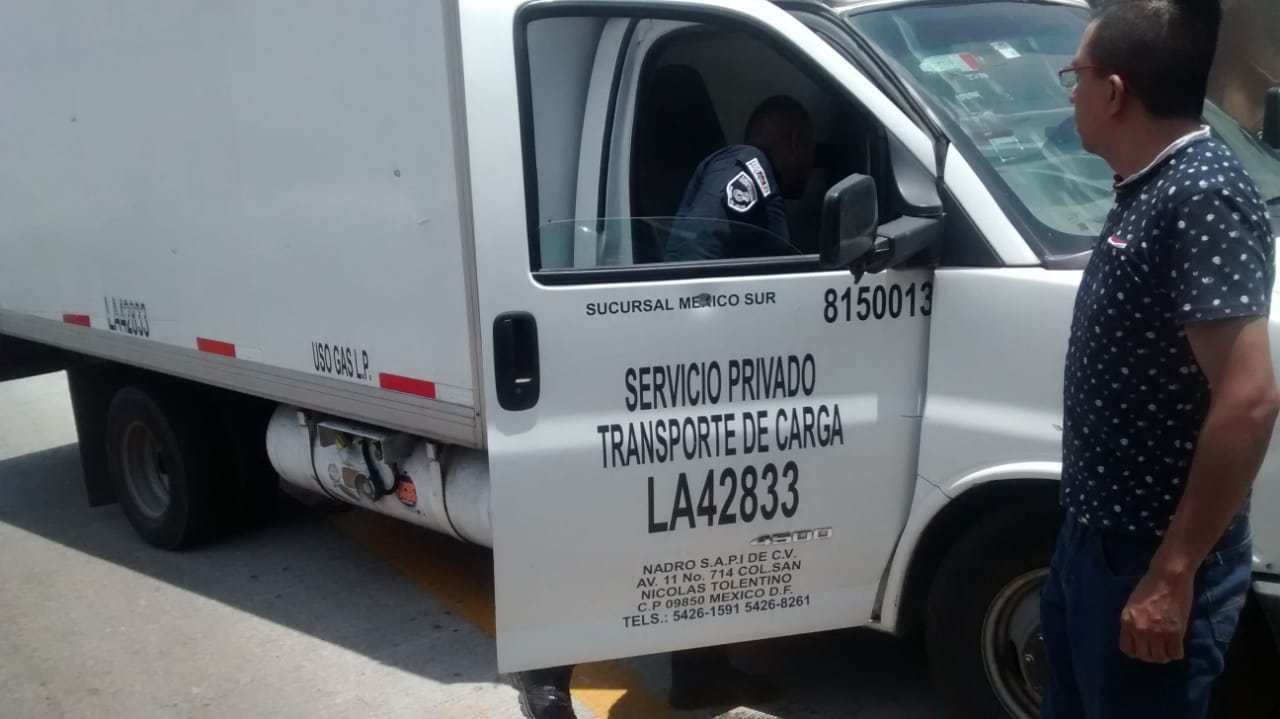 SUCURSAL MEXICO SUR
8150013
LA42833
USO GAS L.P.
SERVICIO PRIVADO
TRANSPORTE DE CARGA
LA42833
4500
NADRO S.A.P.I DE C.V.
AV. 11 No. 714 COL.SAN
NICOLAS TOLENTINO
C.P 09850 MEXICO D.F.
TELS.: 5426-1591 5426-8261